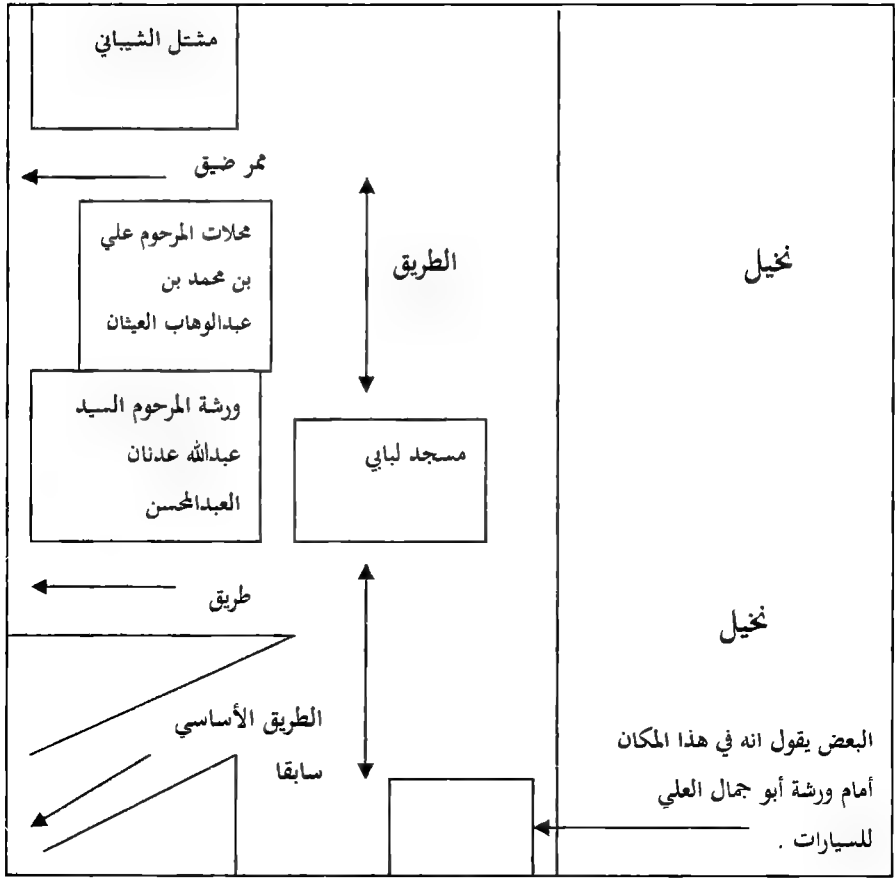 مشتل الشيباني
ممر ضيق
محلات المرحوم علي
بن محمد بن
عبدالوهاب العيثان
الطريق
نخيل
ورشة المرحوم السيد
عبدالله عدنان
العبدالمحسن
مسجد لبابي
طريق
نخيل
الطريق الأساسي
سابقا
البعض يقول انه في هذا المكان
أمام ورشة أبو جمال العلي
للسيارات .